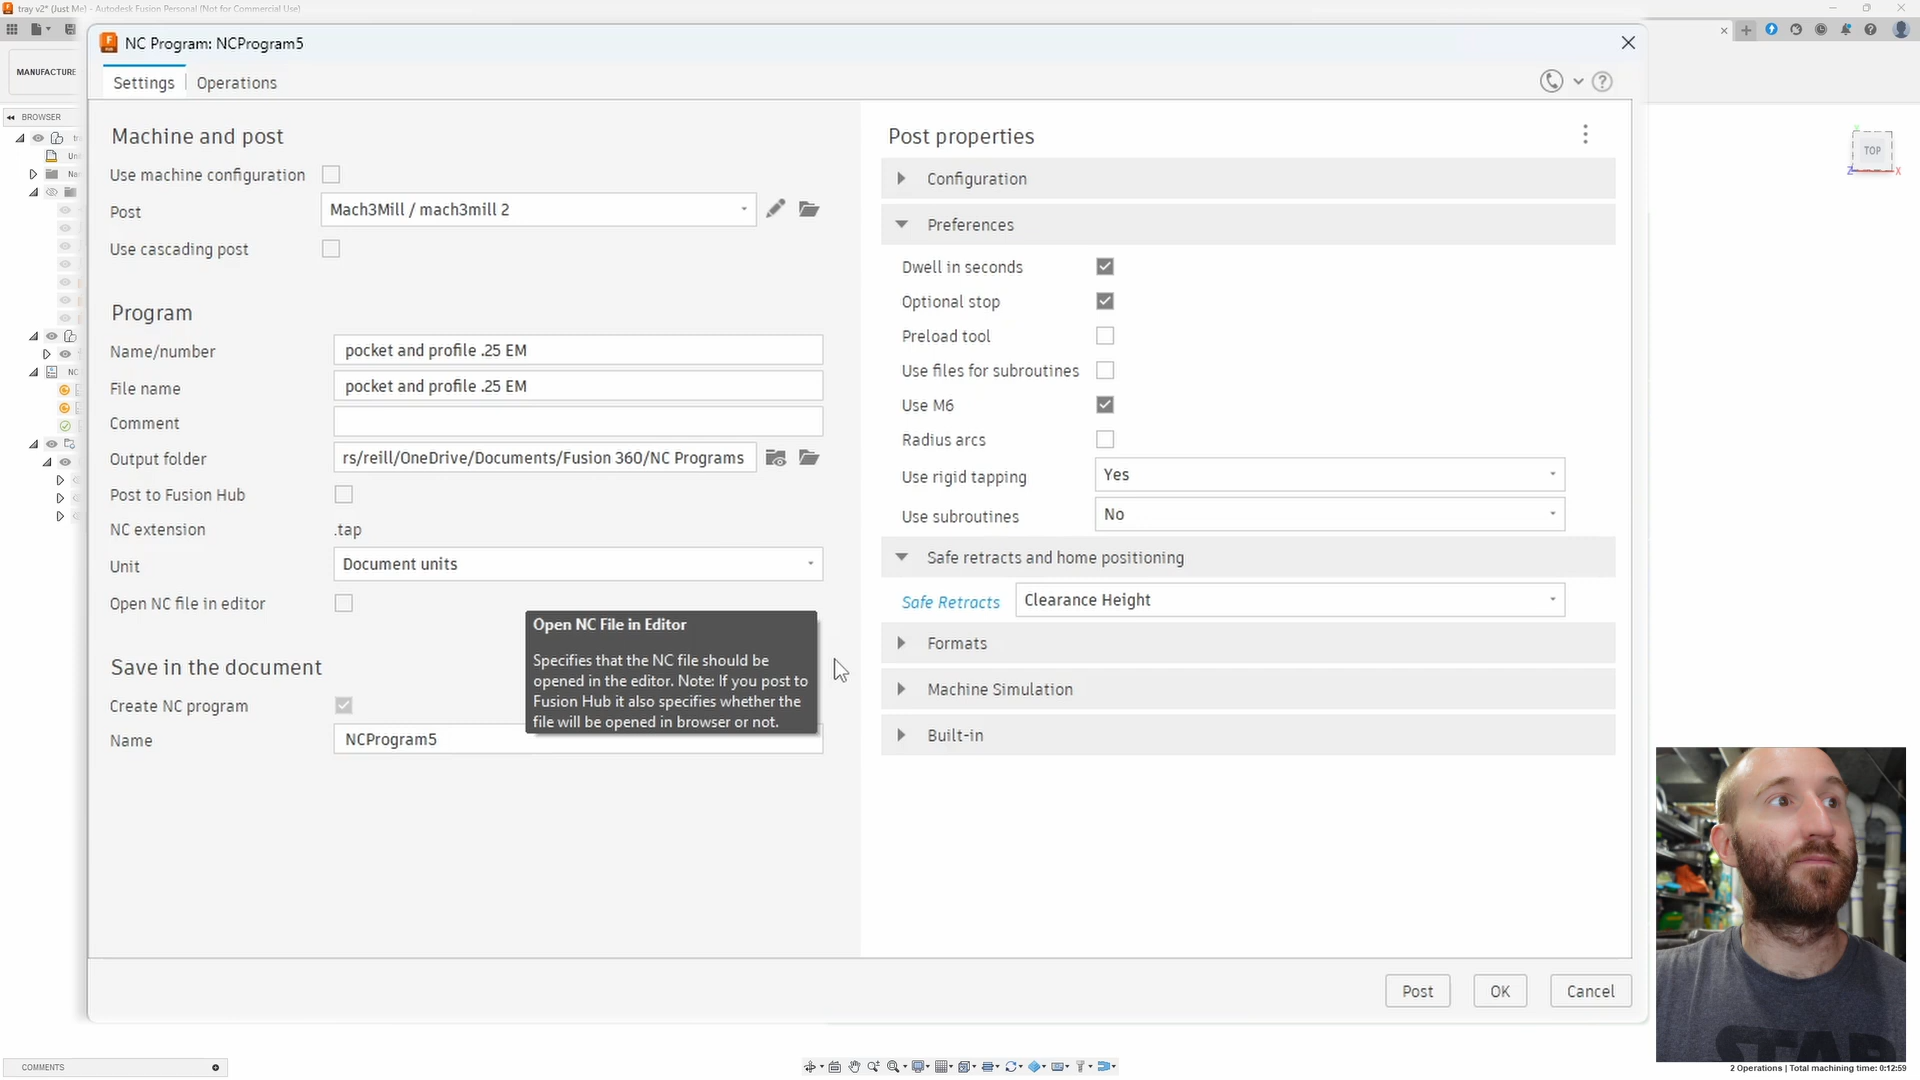 tray v2* (Just Me) - Autodesk Fusion Personal (Not for Commercial Use)
NC Program: NCProgram5
MANUFACTURE
Settings
Operations
BROWSER
TOP
X
Z
Machine and post
Use machine configuration
Post
Mach3Mill / mach3mill 2
Use cascading post
Program
Name/number
pocket and profile .25 EM
File name
pocket and profile .25 EM
Comment
Output folder
rs/reill/OneDrive/Documents/Fusion 360/NC Programs
Post to Fusion Hub
NC extension
.tap
Unit
Document units
Open NC file in editor
Open NC File in Editor
Specifies that the NC file should be
opened in the editor. Note: If you post to
Fusion Hub it also specifies whether the
file will be opened in browser or not.
Save in the document
Create NC program
Name
NCProgram5
Post properties
Configuration
Preferences
Dwell in seconds
Optional stop
Preload tool
Use files for subroutines
Use M6
Radius arcs
Use rigid tapping
Yes
Use subroutines
No
Safe retracts and home positioning
Safe Retracts
Clearance Height
Formats
Machine Simulation
Built-in
Post
OK
Cancel
COMMENTS
2 Operations | Total machining time: 0:12:59